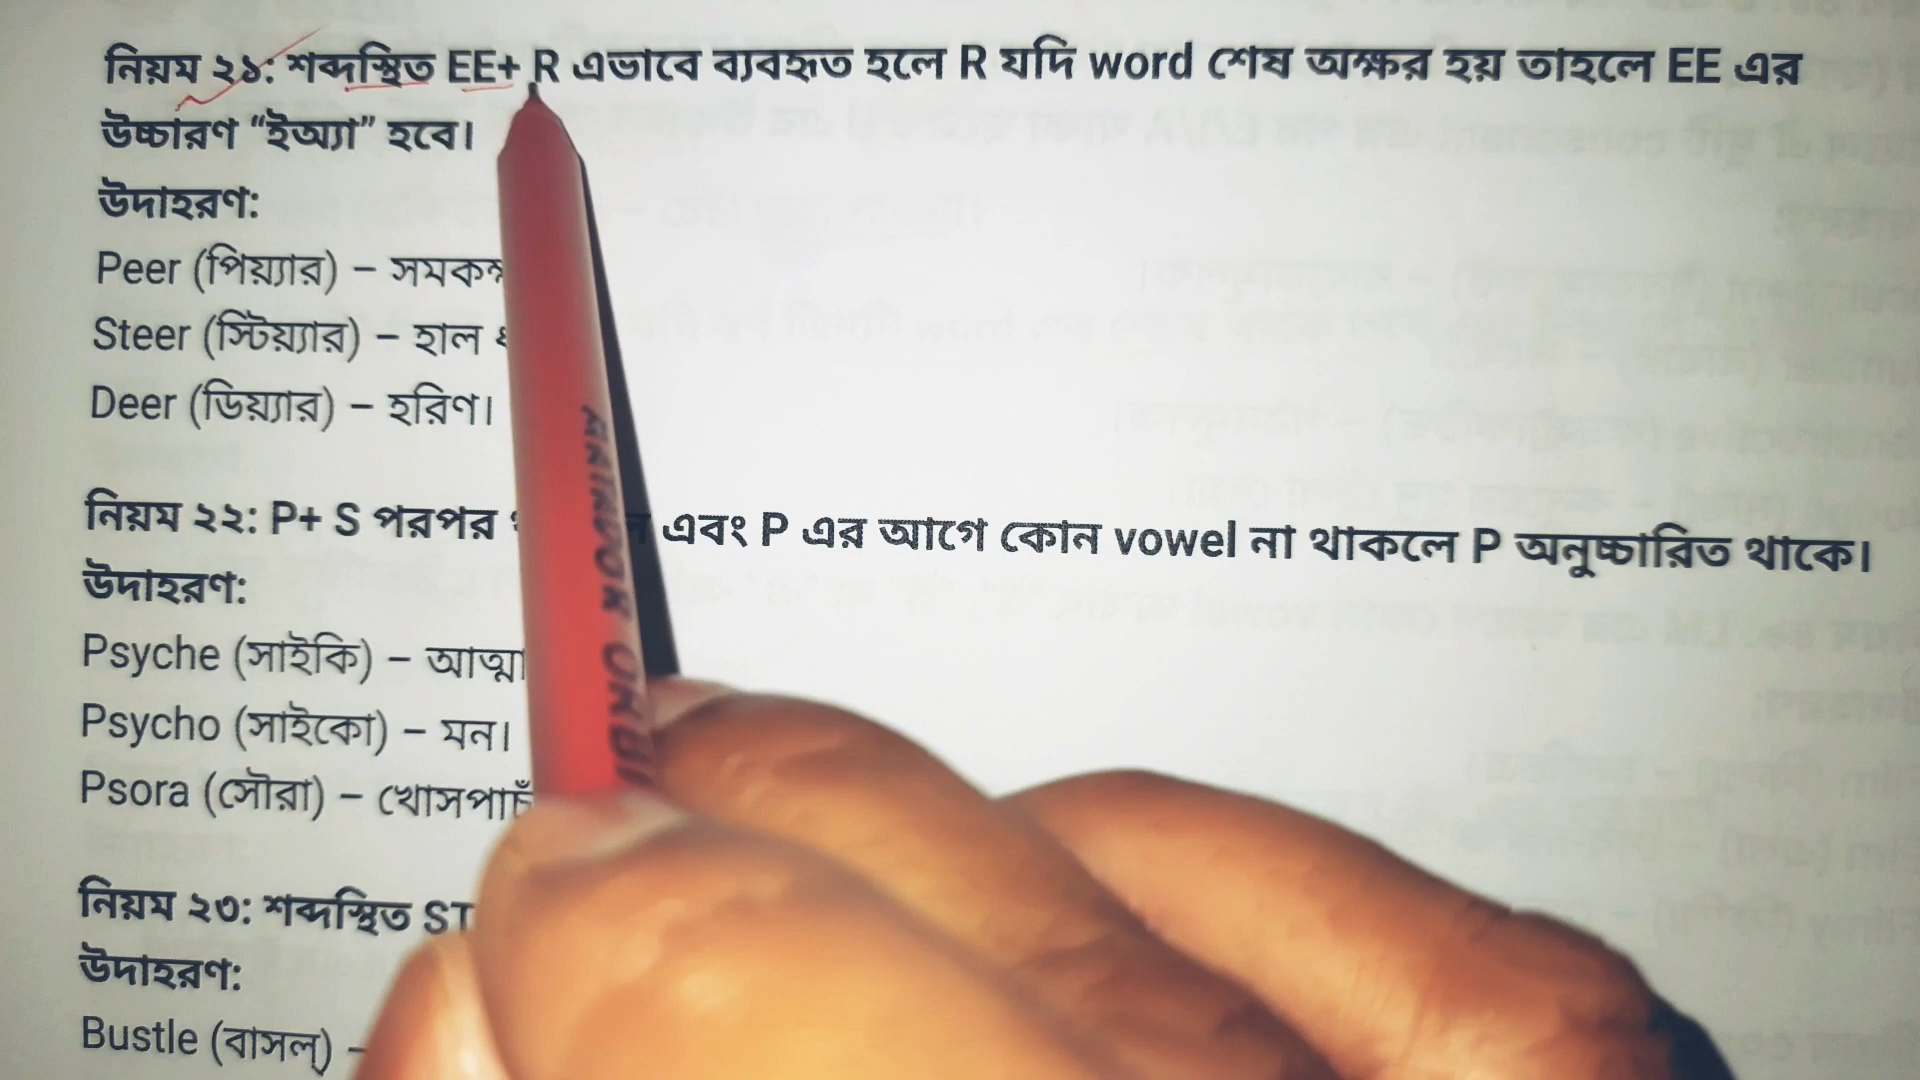 নিয়ম ২১: শব্দস্থিত EE+ R এভাবে ব্যবহৃত হলে R যদি word শেষ অক্ষর হয় তাহলে EE এর
উচ্চারণ “ইঅ্যা” হবে।
উদাহরণ:
Peer (পিয়্যার) – সমকক্ষ
Steer (স্টিয়্যার) – হাল
Deer (ডিয়্যার) – হরিণ।
নিয়ম ২২: P+ S পরপর এবং P এর আগে কোন vowel না থাকলে P অনুচ্চারিত থাকে।
উদাহরণ:
Psyche (সাইকি) – আত্মা
Psycho (সাইকো) – মন।
Psora (সৌরা) – খোসপাঁচ
নিয়ম ২৩: শব্দস্থিত ST
উদাহরণ:
Bustle (বাসল্) –